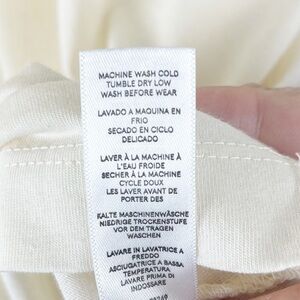 MACHINE WASH COLD
TUMBLE DRY LOW
WASH BEFORE WEAR
LAVADO A MAQUINA EN
FRIO
SECADO EN CICLO
DELICADO
LAVER À LA MACHINE À
L'EAU FROIDE
SECHER À LA MACHINE
CYCLE DOUX
LES LAVER AVANT DE
PORTER DES
KALTE MASCHINENWÄSCHE
NIEDRIGE TROCKENSTUFE
VOR DEM TRAGEN
WASCHEN
LAVARE IN LAVATRICE A
FREDDO
ASCIUGATRICE A BASSA
TEMPERATURA
LAVARE PRIMA DI
INDOSSARE